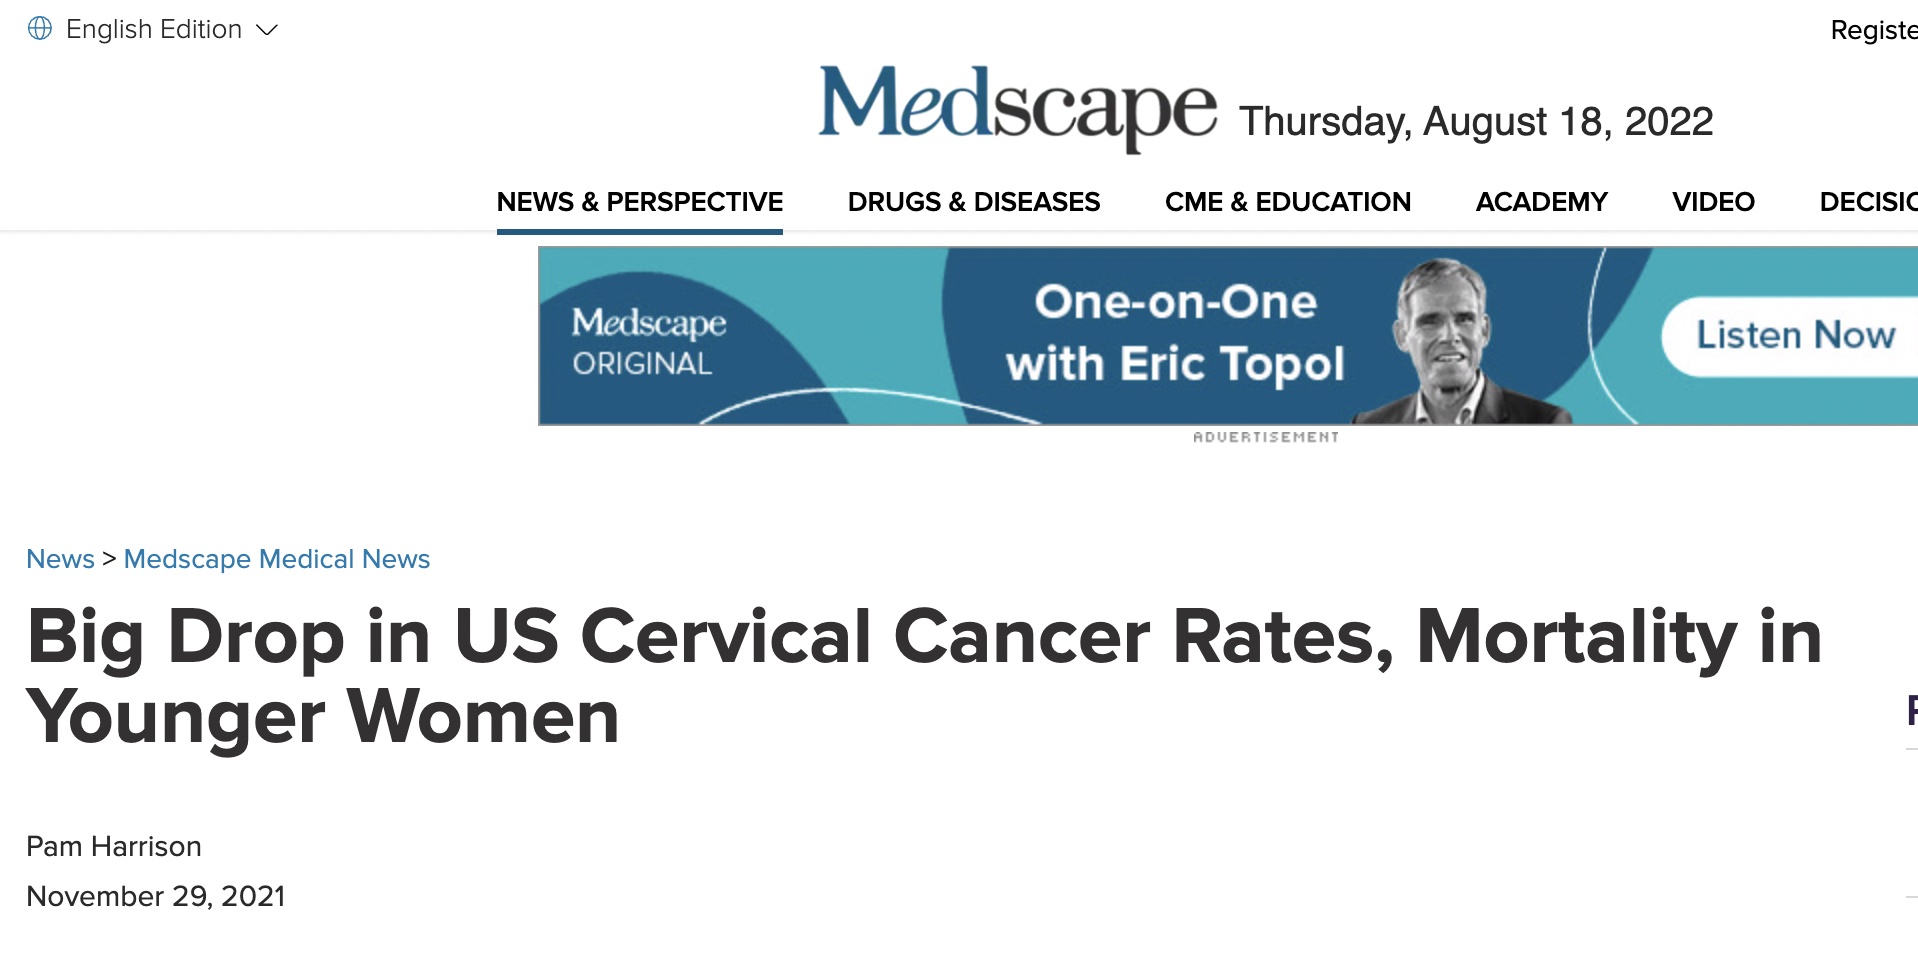 English Edition
Registe
Medscape Thursday, August 18, 2022
NEWS & PERSPECTIVE DRUGS & DISEASES CME & EDUCATION ACADEMY VIDEO DECISIO
Medscape
ORIGINAL
One-on-One
with Eric Topol
Listen Now
ADVERTISEMENT
News > Medscape Medical News
Big Drop in US Cervical Cancer Rates, Mortality in
Younger Women
Pam Harrison
November 29, 2021